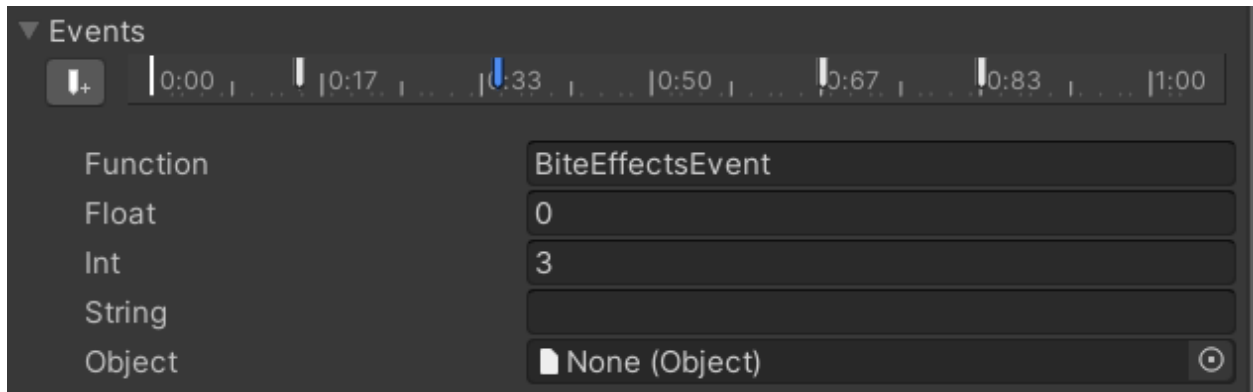 Events
0:00 0:17 0:33 0:50 0:67 0:83 1:00
Function BiteEffectsEvent
Float 0
Int 3
String
Object None (Object)